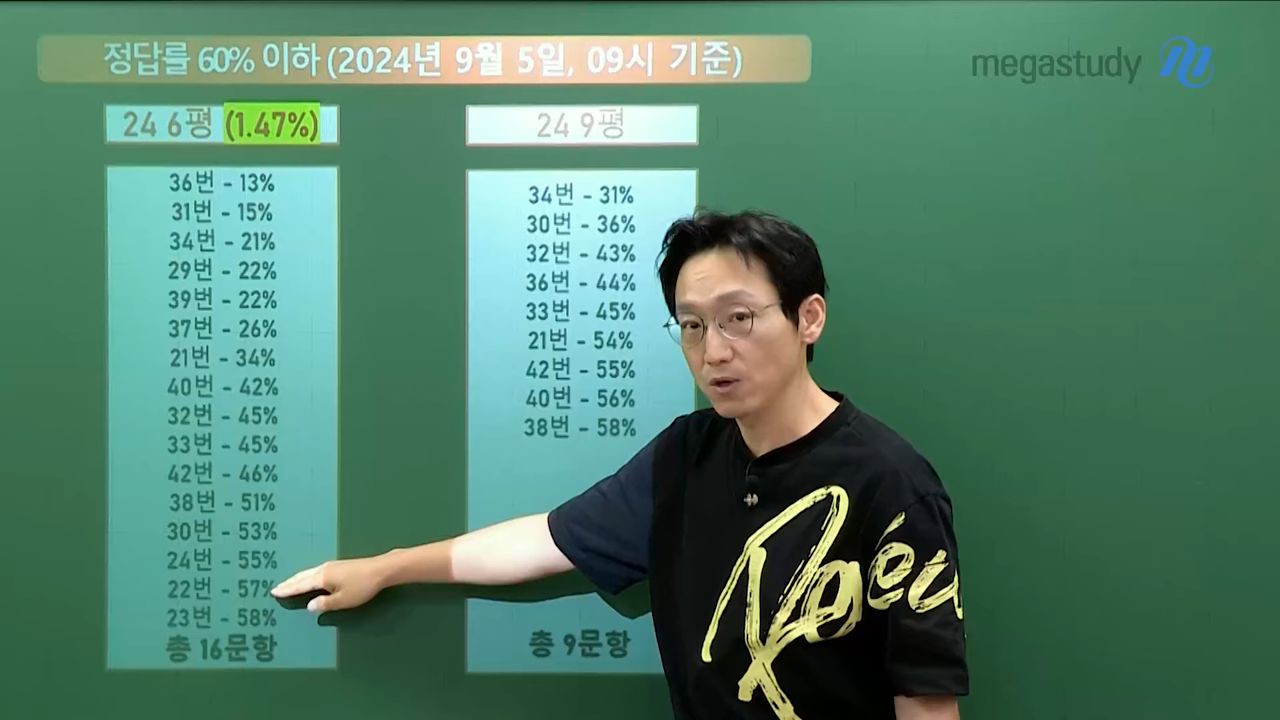 정답률 60% 이하 (2024년 9월 5일, 09시 기준)
megastudy
24 6평 (1.47%)
36번 - 13%
31번 - 15%
34번 - 21%
29번 - 22%
39번 - 22%
37번 - 26%
21번 - 34%
40번 - 42%
32번 - 45%
33번 - 45%
42번 - 46%
38번 - 51%
30번 - 53%
24번 - 55%
22번 - 57%
23번 - 58%
총 16문항
24 9평
34번 - 31%
30번 - 36%
32번 - 43%
36번 - 44%
33번 - 45%
21번 - 54%
42번 - 55%
40번 - 56%
38번 - 58%
총 9문항